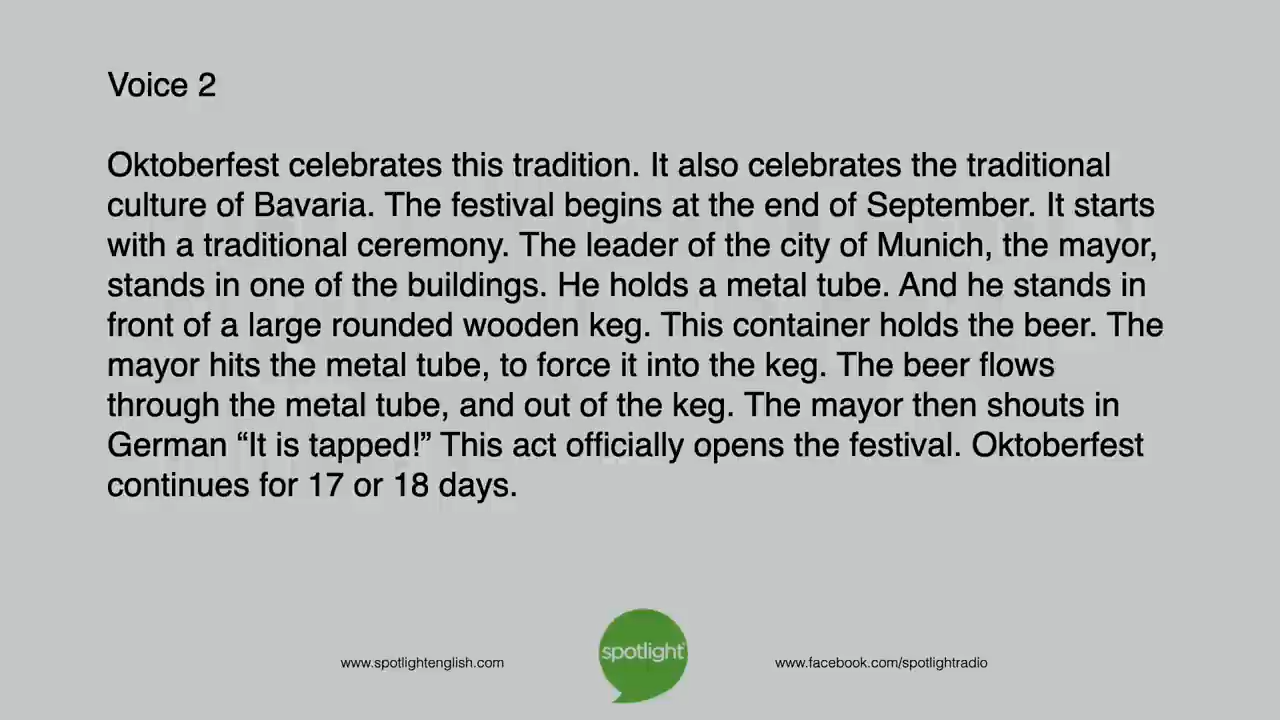 Voice 2
Oktoberfest celebrates this tradition. It also celebrates the traditional
culture of Bavaria. The festival begins at the end of September. It starts
with a traditional ceremony. The leader of the city of Munich, the mayor,
stands in one of the buildings. He holds a metal tube. And he stands in
front of a large rounded wooden keg. This container holds the beer. The
mayor hits the metal tube, to force it into the keg. The beer flows
through the metal tube, and out of the keg. The mayor then shouts in
German “It is tapped!” This act officially opens the festival. Oktoberfest
continues for 17 or 18 days.
www.spotlightenglish.com
spotlight
www.facebook.com/spotlightradio